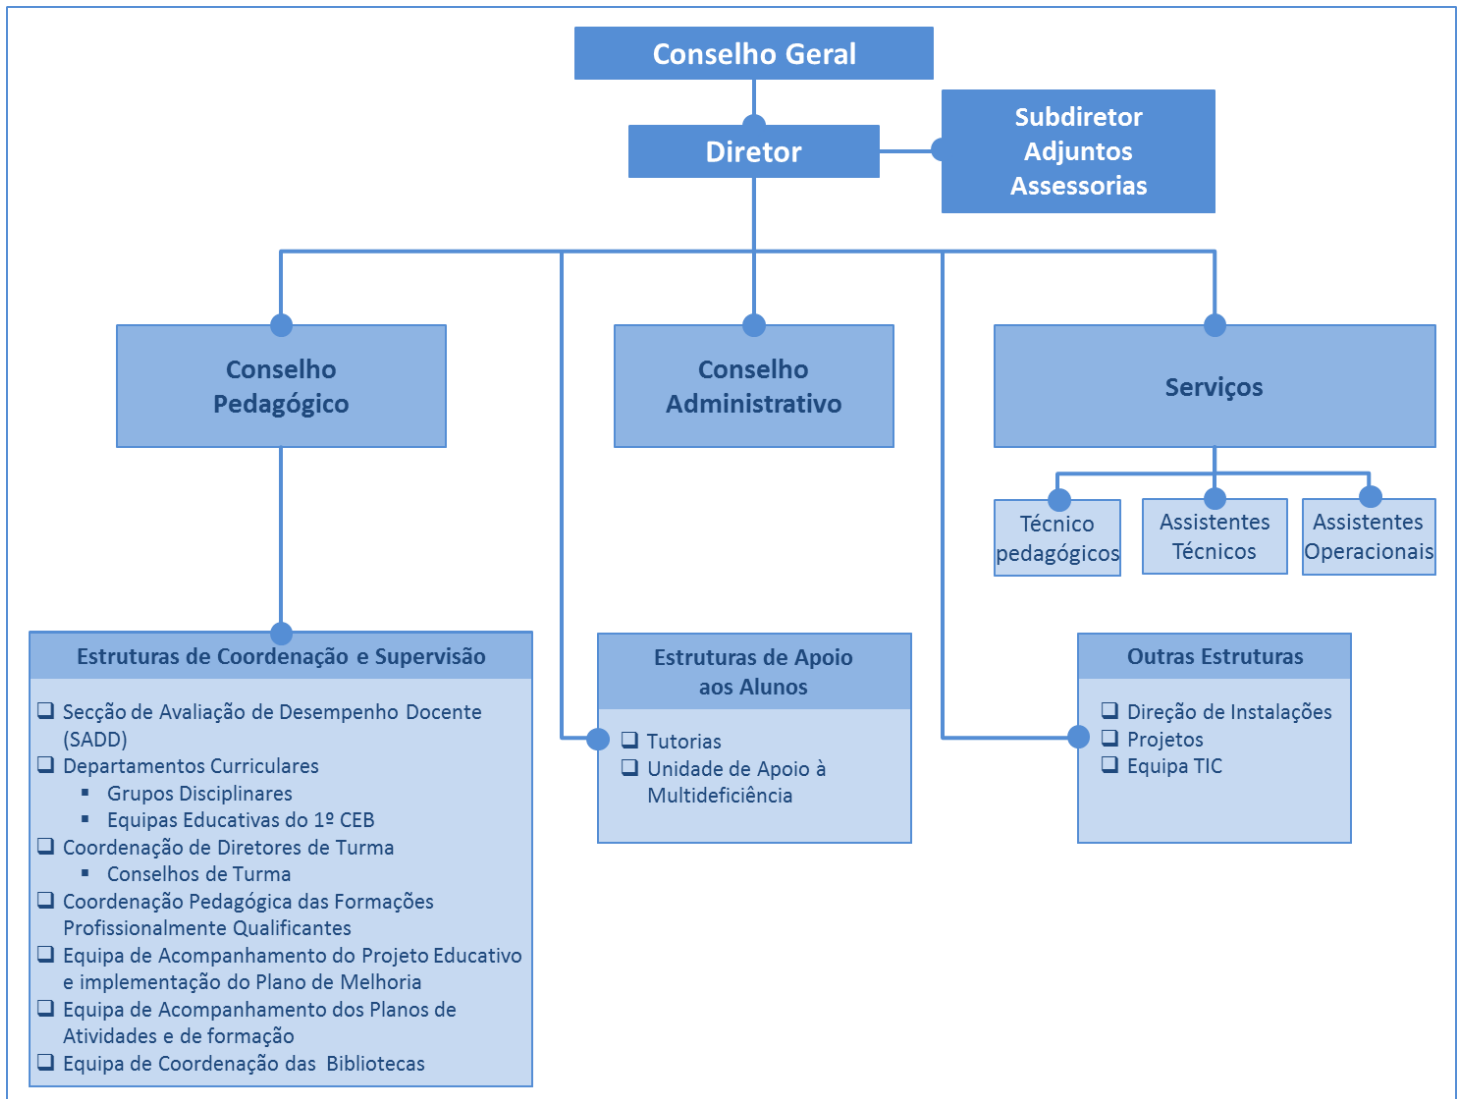 Conselho Geral
Diretor
Subdiretor
Adjuntos
Assessorias
Conselho
Pedagógico
Conselho
Administrativo
Serviços
Técnico
pedagógicos
Assistentes
Técnicos
Assistentes
Operacionais
Estruturas de Coordenação e Supervisão
Secção de Avaliação de Desempenho Docente
(SADD)
Departamentos Curriculares
Grupos Disciplinares
Equipas Educativas do 1º CEB
Coordenação de Diretores de Turma
Conselhos de Turma
Coordenação Pedagógica das Formações
Profissionalmente Qualificantes
Equipa de Acompanhamento do Projeto Educativo
e implementação do Plano de Melhoria
Equipa de Acompanhamento dos Planos de
Atividades e de formação
Equipa de Coordenação das Bibliotecas
Estruturas de Apoio
aos Alunos
Tutorias
Unidade de Apoio à
Multideficiência
Outras Estruturas
Direção de Instalações
Projetos
Equipa TIC